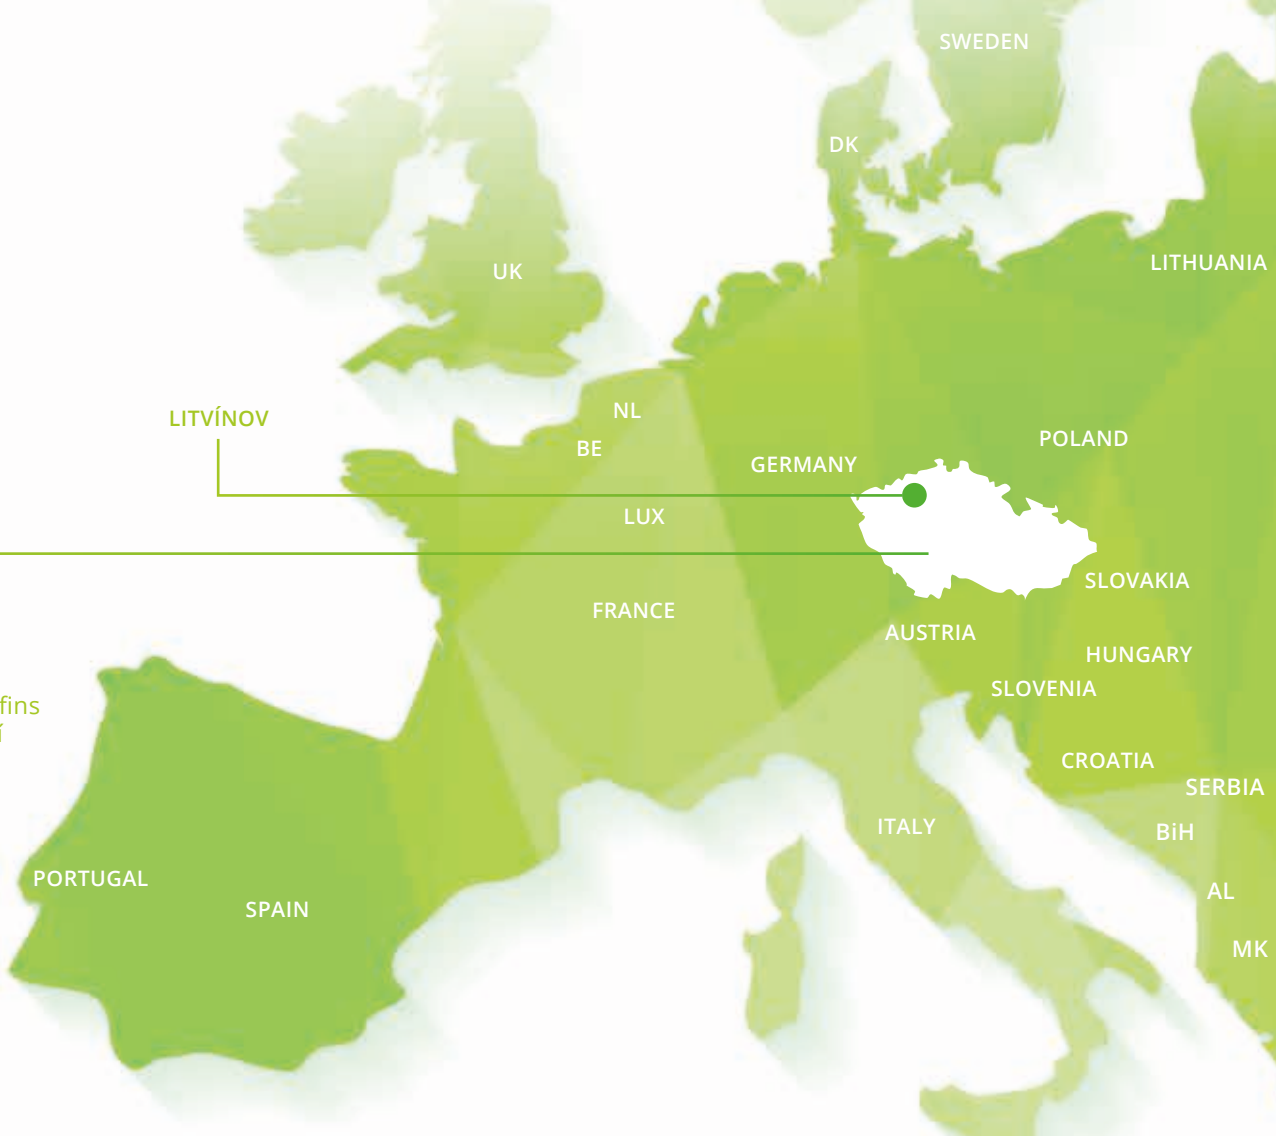 SWEDEN
DK
LITHUANIA
UK
NL
LITVÍNOV
POLAND
BE
GERMANY
LUX
SLOVAKIA
FRANCE
AUSTRIA
HUNGARY
SLOVENIA
fins
í
CROATIA
SERBIA
ITALY
BiH
PORTUGAL
AL
SPAIN
MK